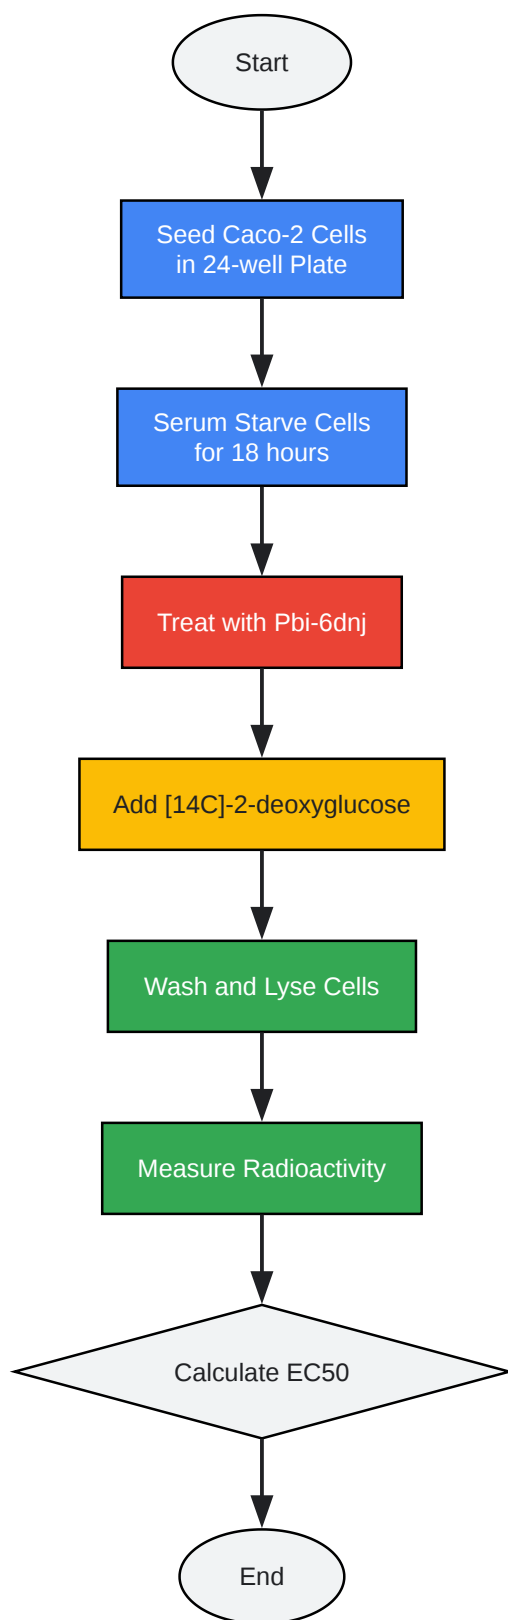 Start
Seed Caco-2 Cells
in 24-well Plate
Serum Starve Cells
for 18 hours
Treat with Pbi-6dnj
Add [14C]-2-deoxyglucose
Wash and Lyse Cells
Measure Radioactivity
Calculate EC50
End